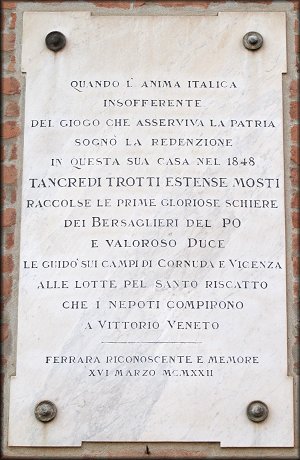 QUANDO L' ANIMA ITALICA
INSOFFERENTE
DEL GIOGO CHE ASSERVIVA LA PATRIA
SOGNÒ LA REDENZIONE
IN QUESTA SUA CASA NEL 1848
TANCREDI TROTTI ESTENSE MOSTI
RACCOLSE LE PRIME GLORIOSE SCHIERE
DEI BERSAGLIERI DEL PO
E VALOROSO DUCE
LE GUIDO' SUI CAMPI DI CORNUDA E VICENZA
ALLE LOTTE PEL SANTO RISCATTO
CHE I NEPOTI COMPIRONO
A VITTORIO VENETO
FERRARA RICONOSCENTE E MEMORE
XVI MARZO MCMXXII